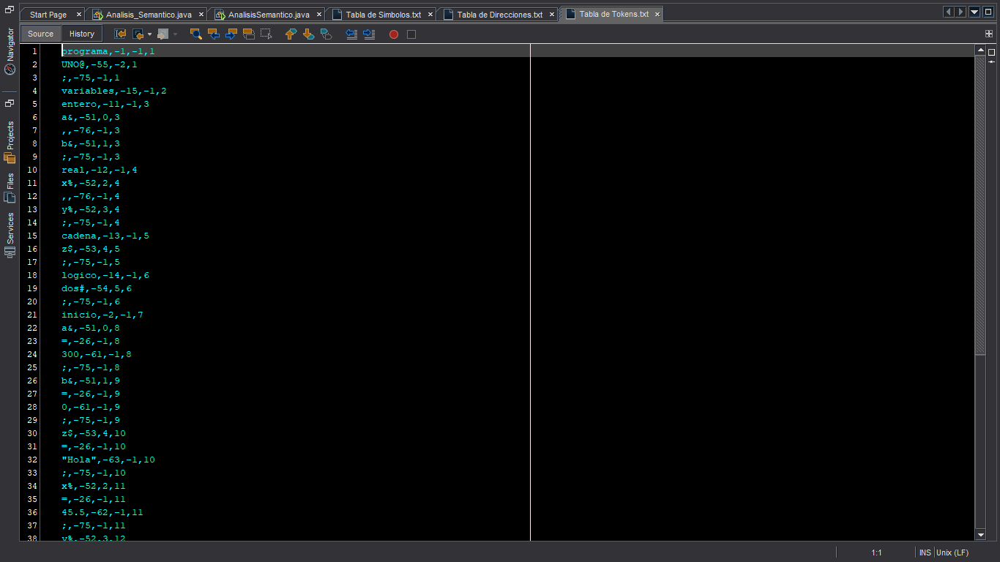 Start Page
Analisis_Semantico.java
AnalisisSemantico.java
Tabla de Simbolos.txt
Tabla de Direcciones.txt
Tabla de Tokens.txt
Source
History
Navigator
Projects
Files
Services
1 programa,-1,-1,1
2 UNO@,-55,-2,1
3 ;,-75,-1,1
4 variables,-15,-1,2
5 entero,-11,-1,3
6 a&,-51,0,3
7 ,,-76,-1,3
8 b&,-51,1,3
9 ;,-75,-1,3
10 real,-12,-1,4
11 x%,-52,2,4
12 ,,-76,-1,4
13 y%,-52,3,4
14 ;,-75,-1,4
15 cadena,-13,-1,5
16 z$,-53,4,5
17 ;,-75,-1,5
18 logico,-14,-1,6
19 dos#,-54,5,6
20 ;,-75,-1,6
21 inicio,-2,-1,7
22 a&,-51,0,8
23 =,-26,-1,8
24 300,-61,-1,8
25 ;,-75,-1,8
26 b&,-51,1,9
27 =,-26,-1,9
28 0,-61,-1,9
29 ;,-75,-1,9
30 z$,-53,4,10
31 =,-26,-1,10
32 "Hola",-63,-1,10
33 ;,-75,-1,10
34 x%,-52,2,11
35 =,-26,-1,11
36 45.5,-62,-1,11
37 ;,-75,-1,11
38 y%,-52,3,12
1:1
INS
Unix (LF)